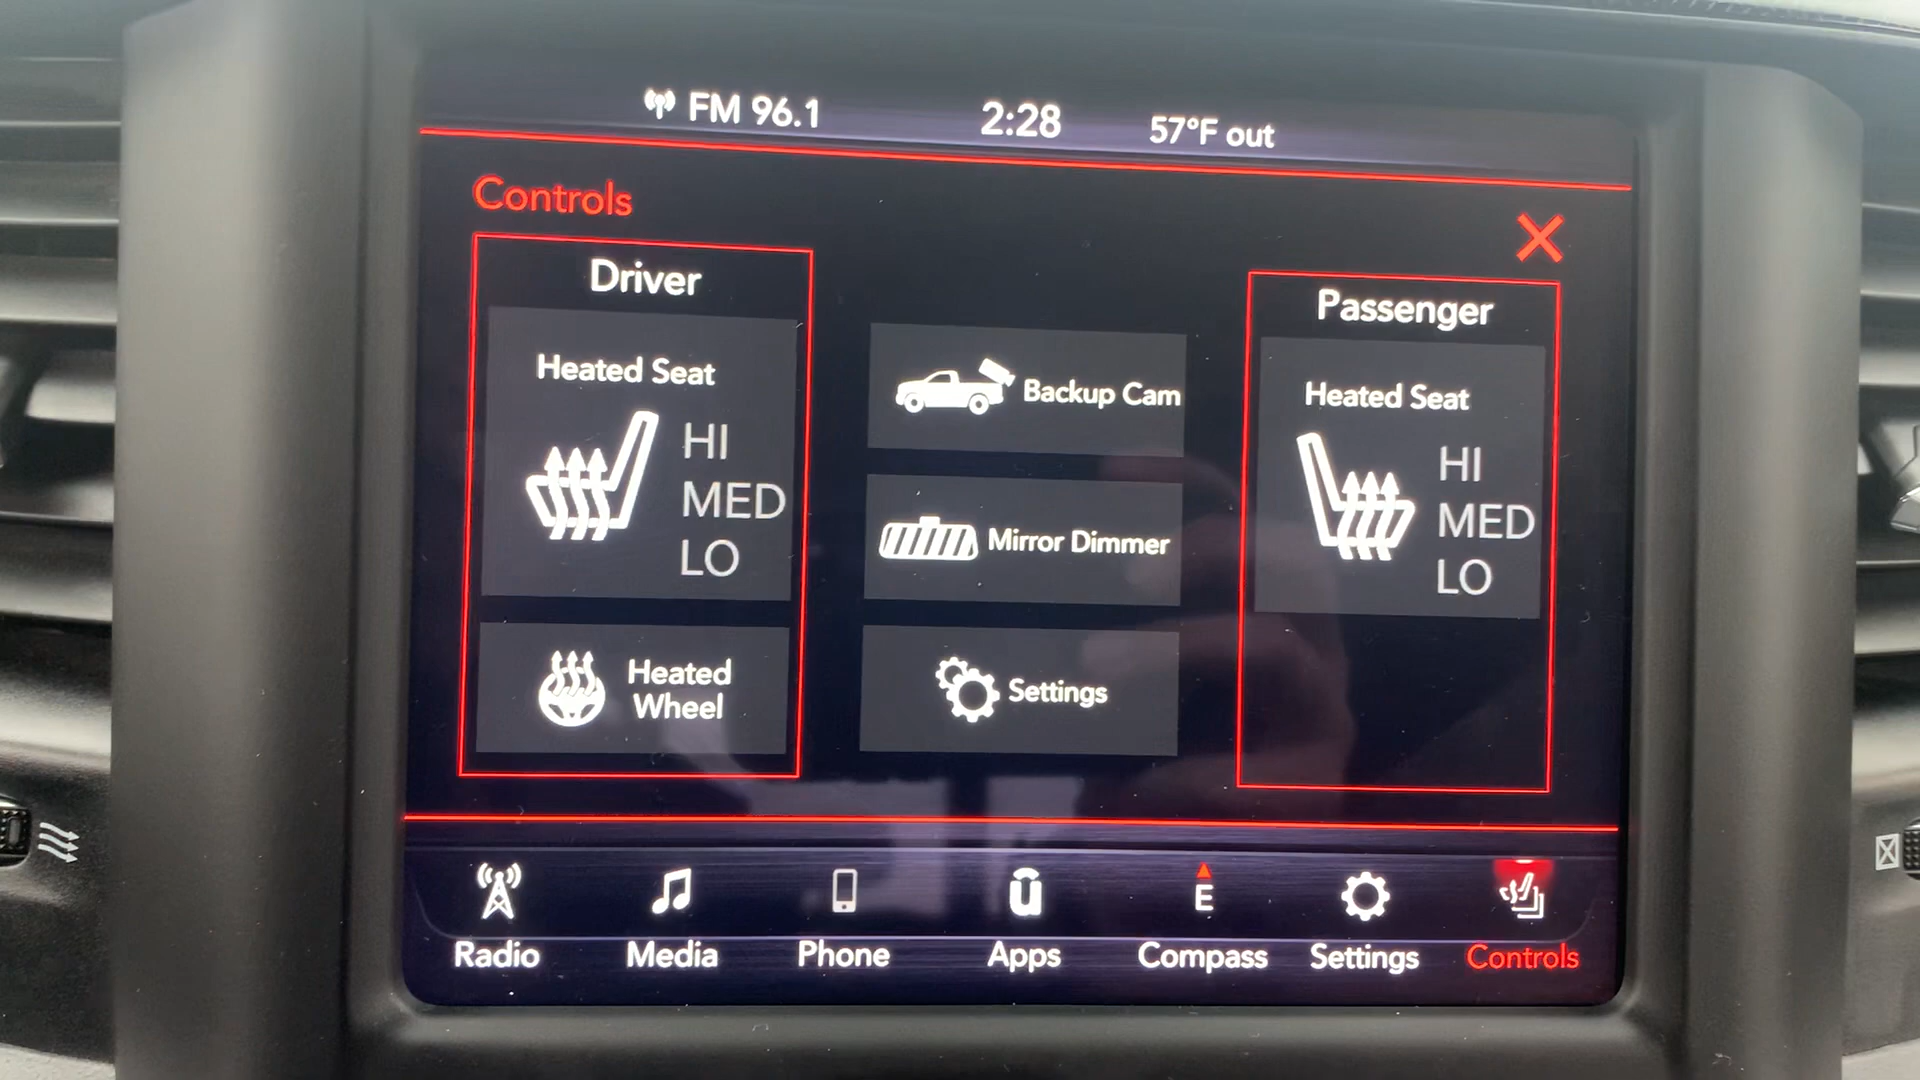 FM 96.1
2:28
57°F out
Controls
Driver
Heated Seat
HI
MED
LO
Heated
Wheel
Backup Cam
Mirror Dimmer
Settings
Passenger
Heated Seat
HI
MED
LO
E
Radio
Media
Phone
Apps
Compass
Settings
Controls